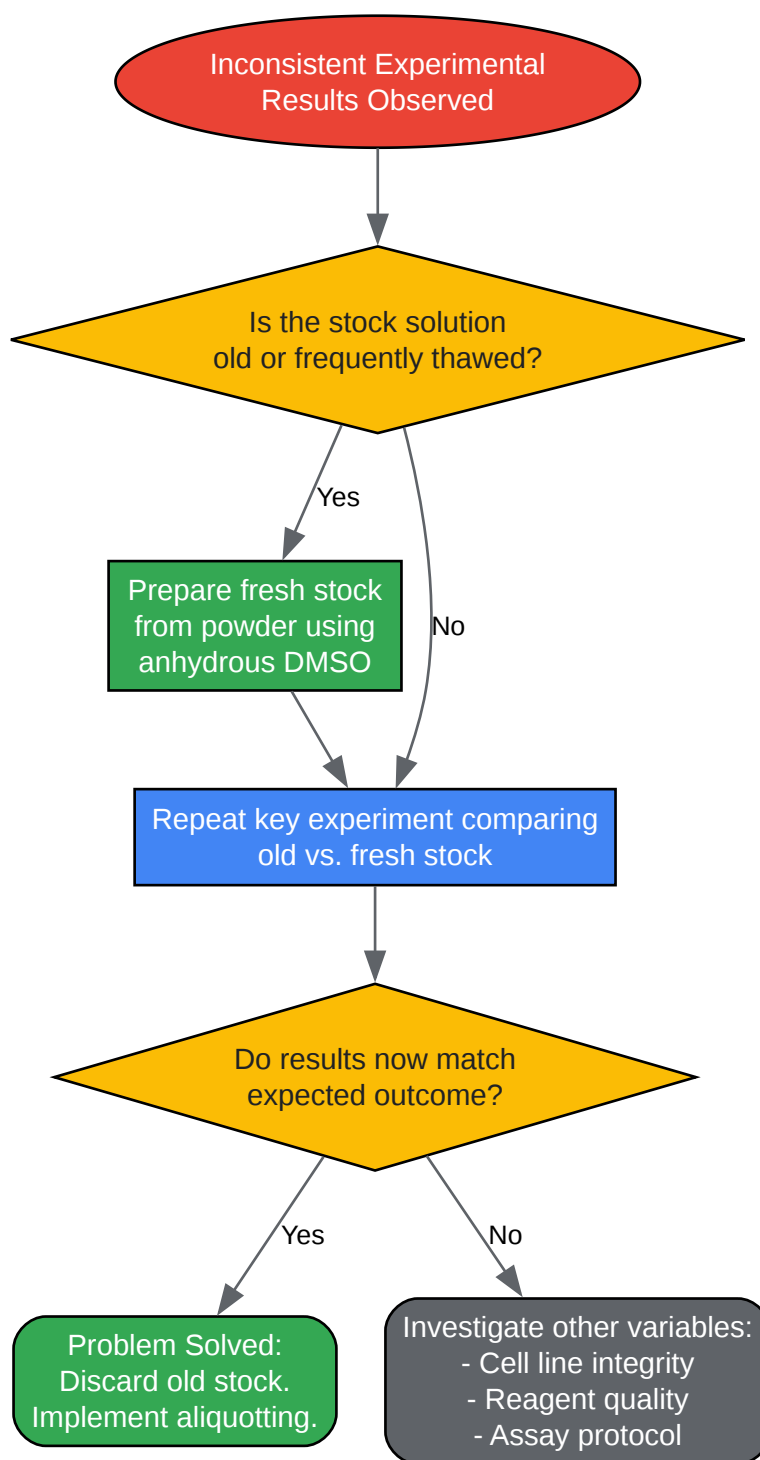 Inconsistent Experimental
Results Observed
Is the stock solution
old or frequently thawed?
Yes
Prepare fresh stock
from powder using
anhydrous DMSO
No
Repeat key experiment comparing
old vs. fresh stock
Do results now match
expected outcome?
Yes
No
Problem Solved:
Discard old stock.
Implement aliquotting.
Investigate other variables:
- Cell line integrity
- Reagent quality
- Assay protocol